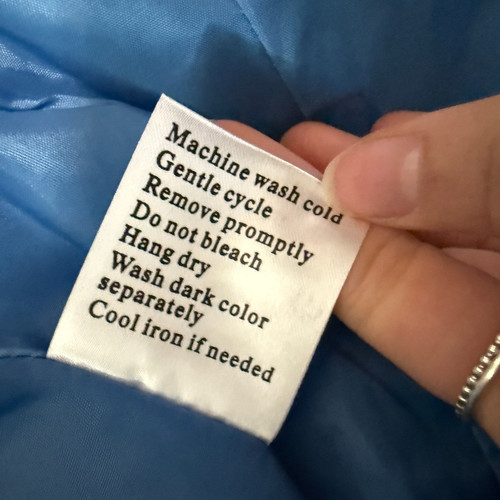 Machine wash cold
Gentle cycle
Remove promptly
Do not bleach
Hang dry
Wash dark color
separately
Cool iron if needed